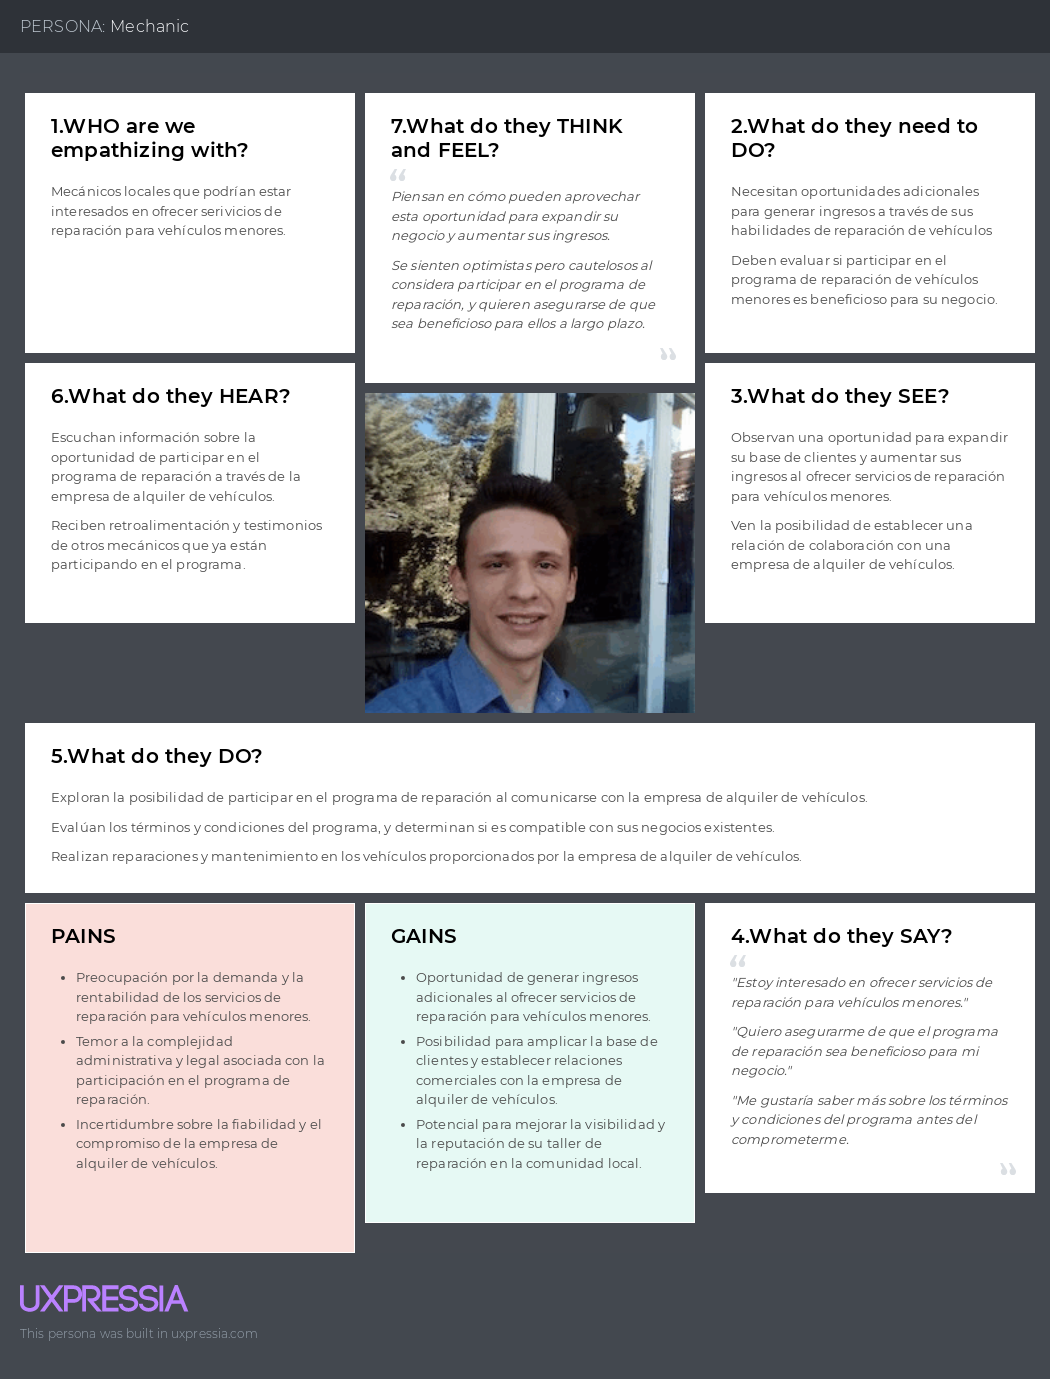 PERSONA: Mechanic
1.WHO are we
empathizing with?
Mecánicos locales que podrían estar
interesados en ofrecer serivicios de
reparación para vehículos menores.
7.What do they THINK
and FEEL?
“
Piensan en cómo pueden aprovechar
esta oportunidad para expandir su
negocio y aumentar sus ingresos.
Se sienten optimistas pero cautelosos al
considera participar en el programa de
reparación, y quieren asegurarse de que
sea beneficioso para ellos a largo plazo.
”
2.What do they need to
DO?
Necesitan oportunidades adicionales
para generar ingresos a través de sus
habilidades de reparación de vehículos
Deben evaluar si participar en el
programa de reparación de vehículos
menores es beneficioso para su negocio.
6.What do they HEAR?
Escuchan información sobre la
oportunidad de participar en el
programa de reparación a través de la
empresa de alquiler de vehículos.
Reciben retroalimentación y testimonios
de otros mecánicos que ya están
participando en el programa.
3.What do they SEE?
Observan una oportunidad para expandir
su base de clientes y aumentar sus
ingresos al ofrecer servicios de reparación
para vehículos menores.
Ven la posibilidad de establecer una
relación de colaboración con una
empresa de alquiler de vehículos.
5.What do they DO?
Exploran la posibilidad de participar en el programa de reparación al comunicarse con la empresa de alquiler de vehículos.
Evalúan los términos y condiciones del programa, y determinan si es compatible con sus negocios existentes.
Realizan reparaciones y mantenimiento en los vehículos proporcionados por la empresa de alquiler de vehículos.
PAINS
• Preocupación por la demanda y la
rentabilidad de los servicios de
reparación para vehículos menores.
• Temor a la complejidad
administrativa y legal asociada con la
participación en el programa de
reparación.
• Incertidumbre sobre la fiabilidad y el
compromiso de la empresa de
alquiler de vehículos.
GAINS
• Oportunidad de generar ingresos
adicionales al ofrecer servicios de
reparación para vehículos menores.
• Posibilidad para amplicar la base de
clientes y establecer relaciones
comerciales con la empresa de
alquiler de vehículos.
• Potencial para mejorar la visibilidad y
la reputación de su taller de
reparación en la comunidad local.
4.What do they SAY?
“
"Estoy interesado en ofrecer servicios de
reparación para vehículos menores."
"Quiero asegurarme de que el programa
de reparación sea beneficioso para mi
negocio."
"Me gustaría saber más sobre los términos
y condiciones del programa antes del
comprometerme.
”
UXPRESSIA
This persona was built in uxpressia.com